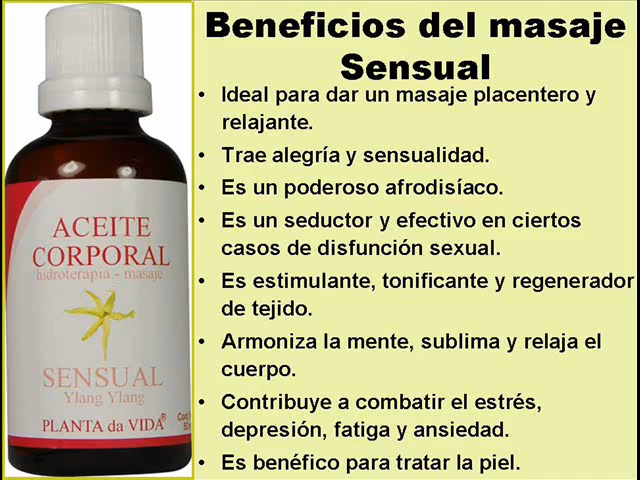 Beneficios del masaje
Sensual
• Ideal para dar un masaje placentero y
relajante.
• Trae alegría y sensualidad.
• Es un poderoso afrodisíaco.
• Es un seductor y efectivo en ciertos
casos de disfunción sexual.
• Es estimulante, tonificante y regenerador
de tejido.
• Armoniza la mente, sublima y relaja el
cuerpo.
• Contribuye a combatir el estrés,
depresión, fatiga y ansiedad.
• Es benéfico para tratar la piel.
ACEITE
CORPORAL
hidroterapia - masaje
SENSUAL
Ylang Ylang
PLANTA da VIDA®